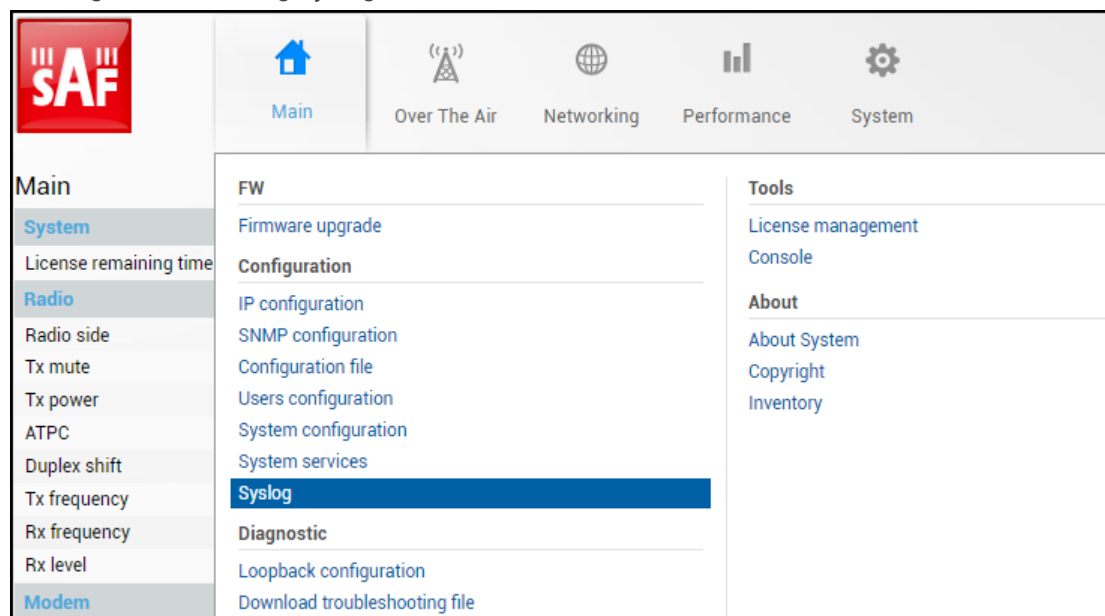 SAF
Main
Over The Air
Networking
Performance
System
Main
System
License remaining time
Radio
Radio side
Tx mute
Tx power
ATPC
Duplex shift
Tx frequency
Rx frequency
Rx level
Modem
FW
Firmware upgrade
Configuration
IP configuration
SNMP configuration
Configuration file
Users configuration
System configuration
System services
Syslog
Diagnostic
Loopback configuration
Download troubleshooting file
Tools
License management
Console
About
About System
Copyright
Inventory